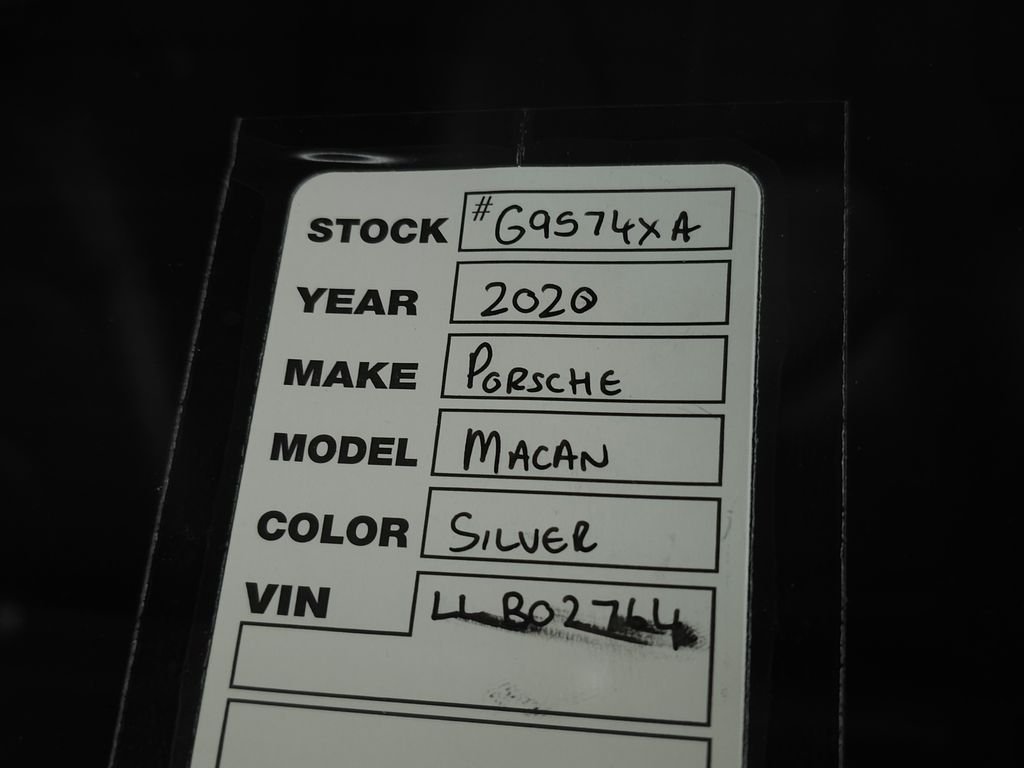 STOCK #G9574XA
YEAR 2020
MAKE PORSCHE
MODEL MACAN
COLOR SILVER
VIN LLB02764